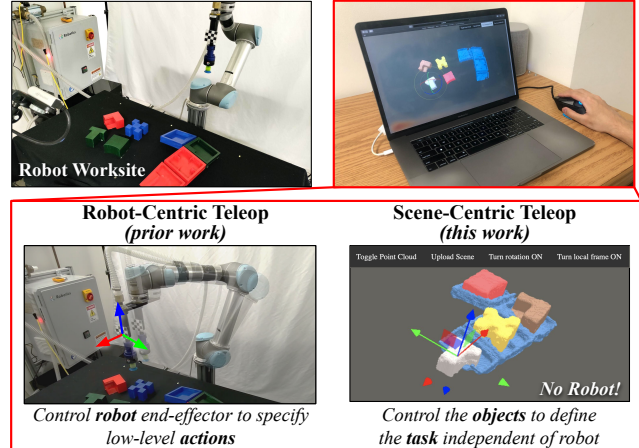 Robot Worksite
Robot-Centric Teleop
(prior work)
Scene-Centric Teleop
(this work)
Toggle Point Cloud Upload Scene Turn rotation ON Turn local frame ON
No Robot!
Control robot end-effector to specify
low-level actions
Control the objects to define
the task independent of robot